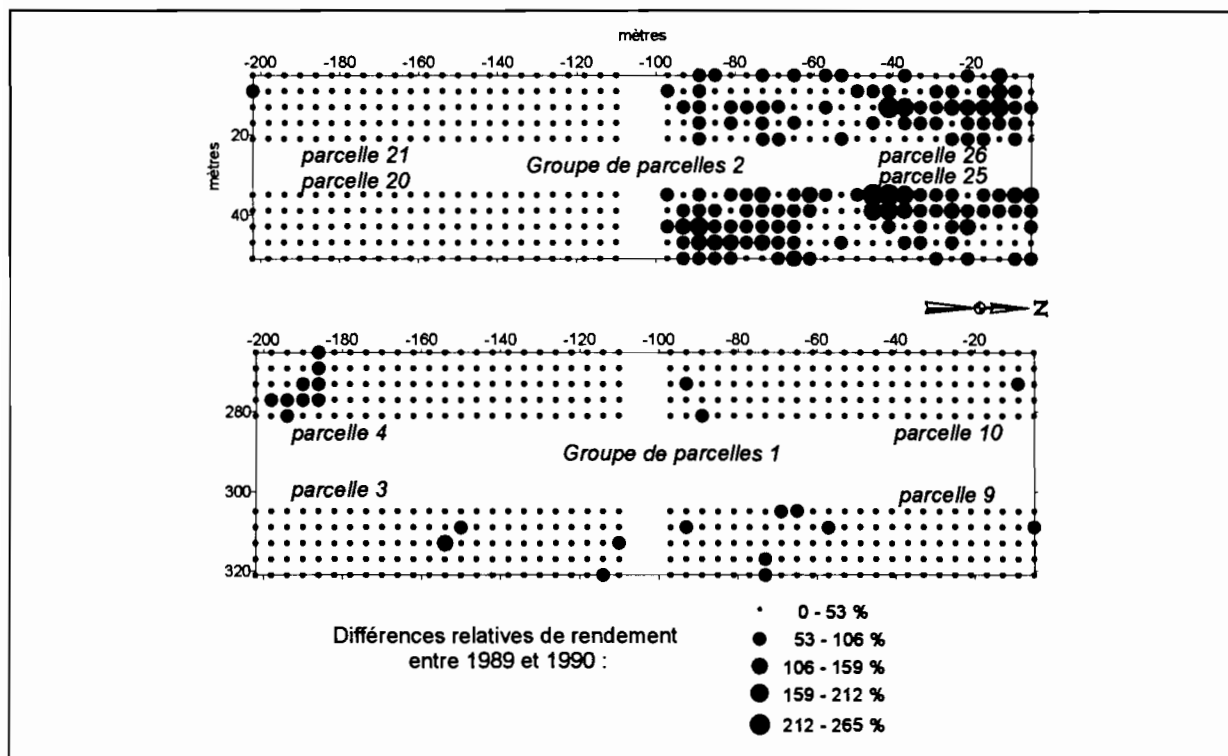 mètres
-200 -180 -160 -140 -120 -100 -80 -60 -40 -20
mètres
20
40
parcelle 21
parcelle 20
Groupe de parcelles 2
parcelle 26
parcelle 25
N
-200 -180 -160 -140 -120 -100 -80 -60 -40 -20
280
300
320
parcelle 4
parcelle 10
Groupe de parcelles 1
parcelle 3
parcelle 9
Différences relatives de rendement
entre 1989 et 1990 :
0 - 53 %
53 - 106 %
106 - 159 %
159 - 212 %
212 - 265 %